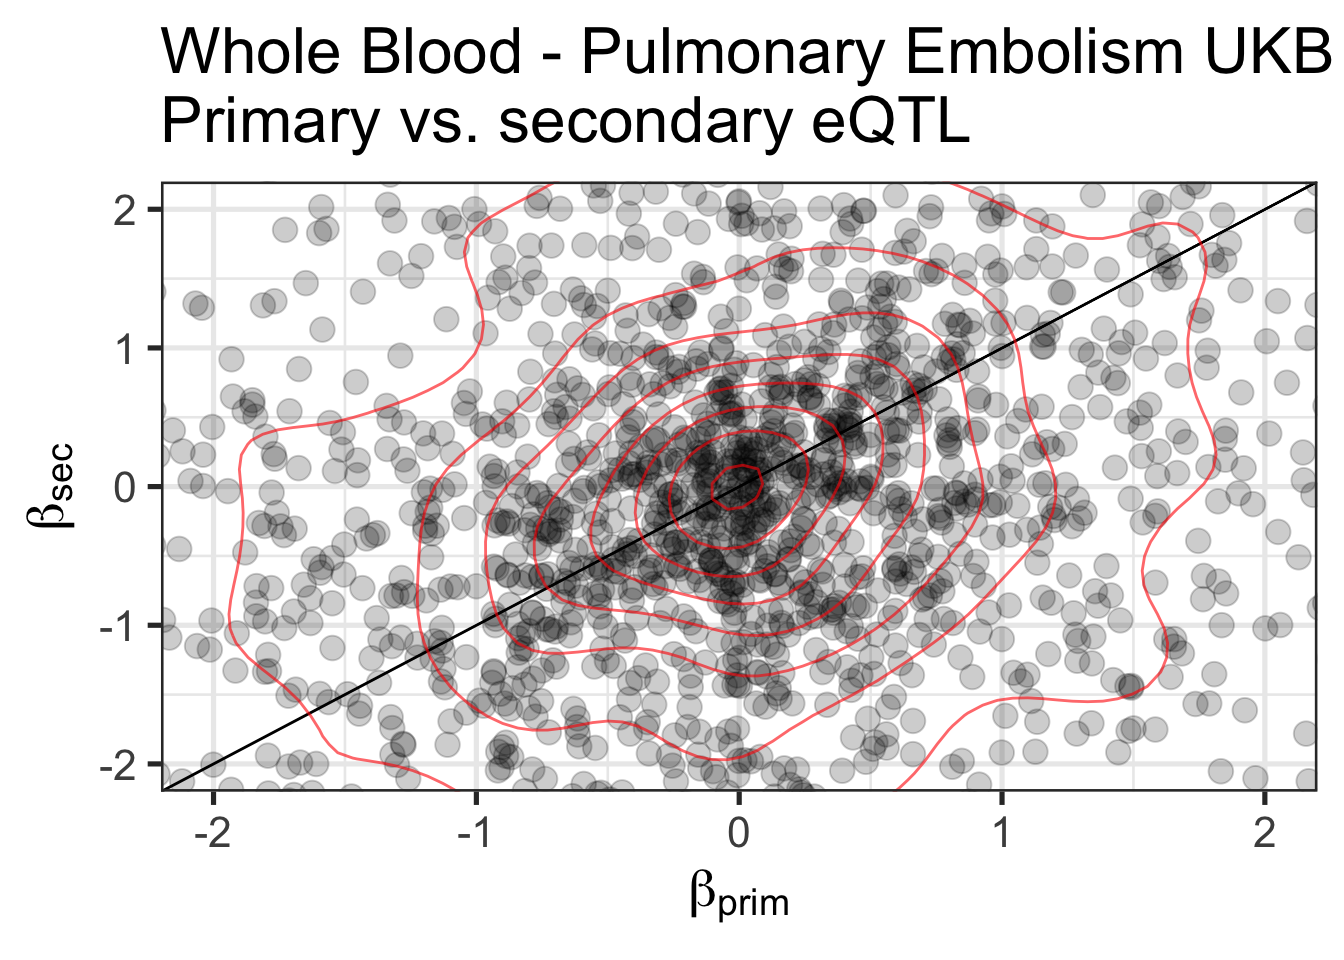 Whole Blood - Pulmonary Embolism UKB
Primary vs. secondary eQTL
2
1
0
-1
-2
βsec
-2 -1 0 1 2
βprim